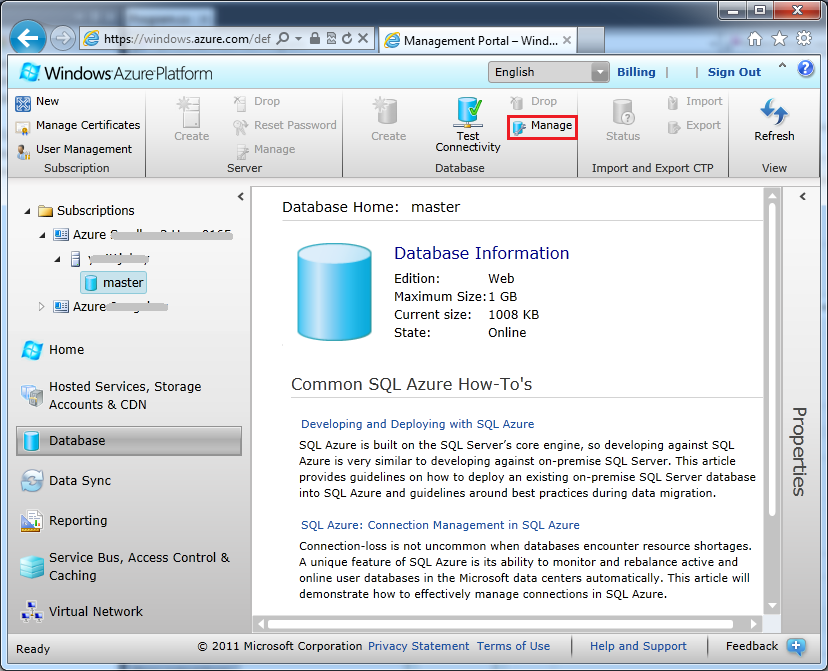 https://windows.azure.com/def
Management Portal – Wind...
Windows Azure Platform
English
Billing
Sign Out
New
Manage Certificates
User Management
Subscription
Create
Drop
Reset Password
Manage
Server
Create
Test
Connectivity
Drop
Manage
Database
Status
Import
Export
Import and Export CTP
Refresh
View
Subscriptions
Azure
master
Azure
Home
Hosted Services, Storage
Accounts & CDN
Database
Data Sync
Reporting
Service Bus, Access Control &
Caching
Virtual Network
Database Home: master
Database Information
Edition: Web
Maximum Size: 1 GB
Current size: 1008 KB
State: Online
Common SQL Azure How-To's
Developing and Deploying with SQL Azure
SQL Azure is built on the SQL Server's core engine, so developing against SQL
Azure is very similar to developing against on-premise SQL Server. This article
provides guidelines on how to deploy an existing on-premise SQL Server database
into SQL Azure and guidelines around best practices during data migration.
SQL Azure: Connection Management in SQL Azure
Connection-loss is not uncommon when databases encounter resource shortages.
A unique feature of SQL Azure is its ability to monitor and rebalance active and
online user databases in the Microsoft data centers automatically. This article will
demonstrate how to effectively manage connections in SQL Azure.
Properties
Ready
© 2011 Microsoft Corporation Privacy Statement Terms of Use
Help and Support
Feedback